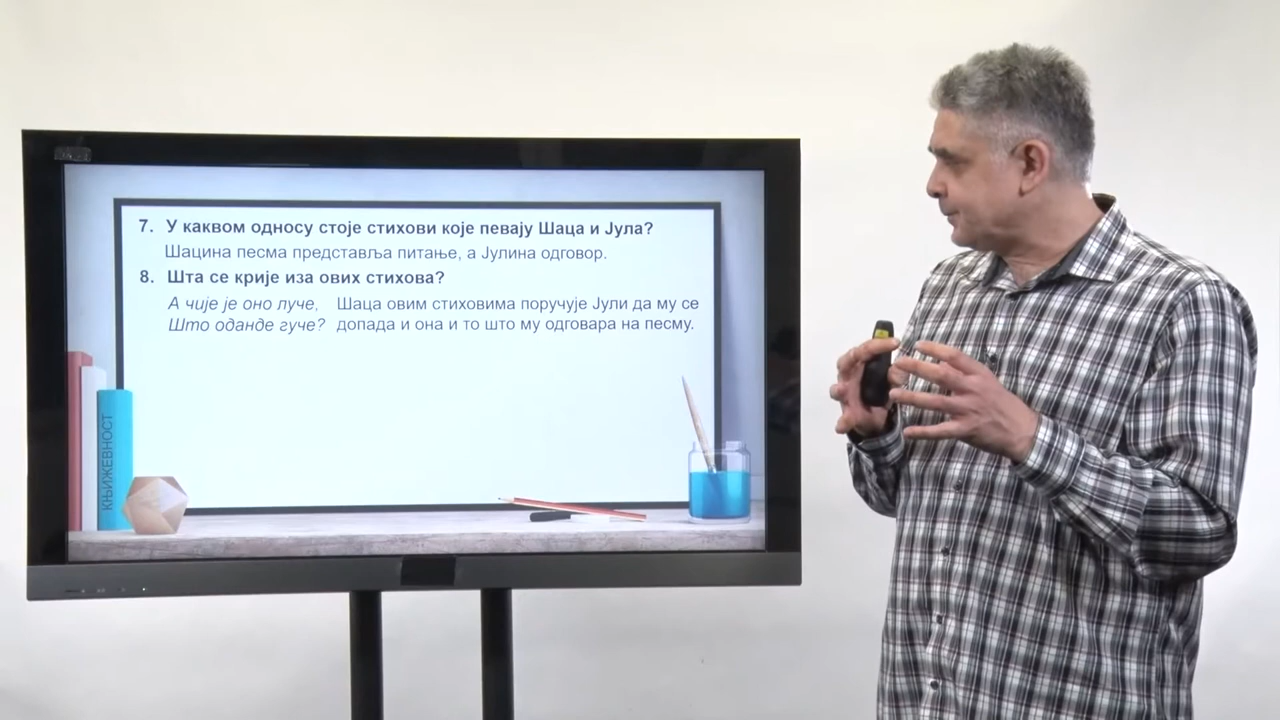 7. У каквом односу стоје стихови које певају Шаца и Јула?
Шацина песма представља питање, а Јулина одговор.
8. Шта се крије иза ових стихова?
А чије је оно луче, Шаца овим стиховима поручује Јули да му се
Што оданде гуче? допада и она и то што му одговара на песму.
КЊИЖЕВНОСТ